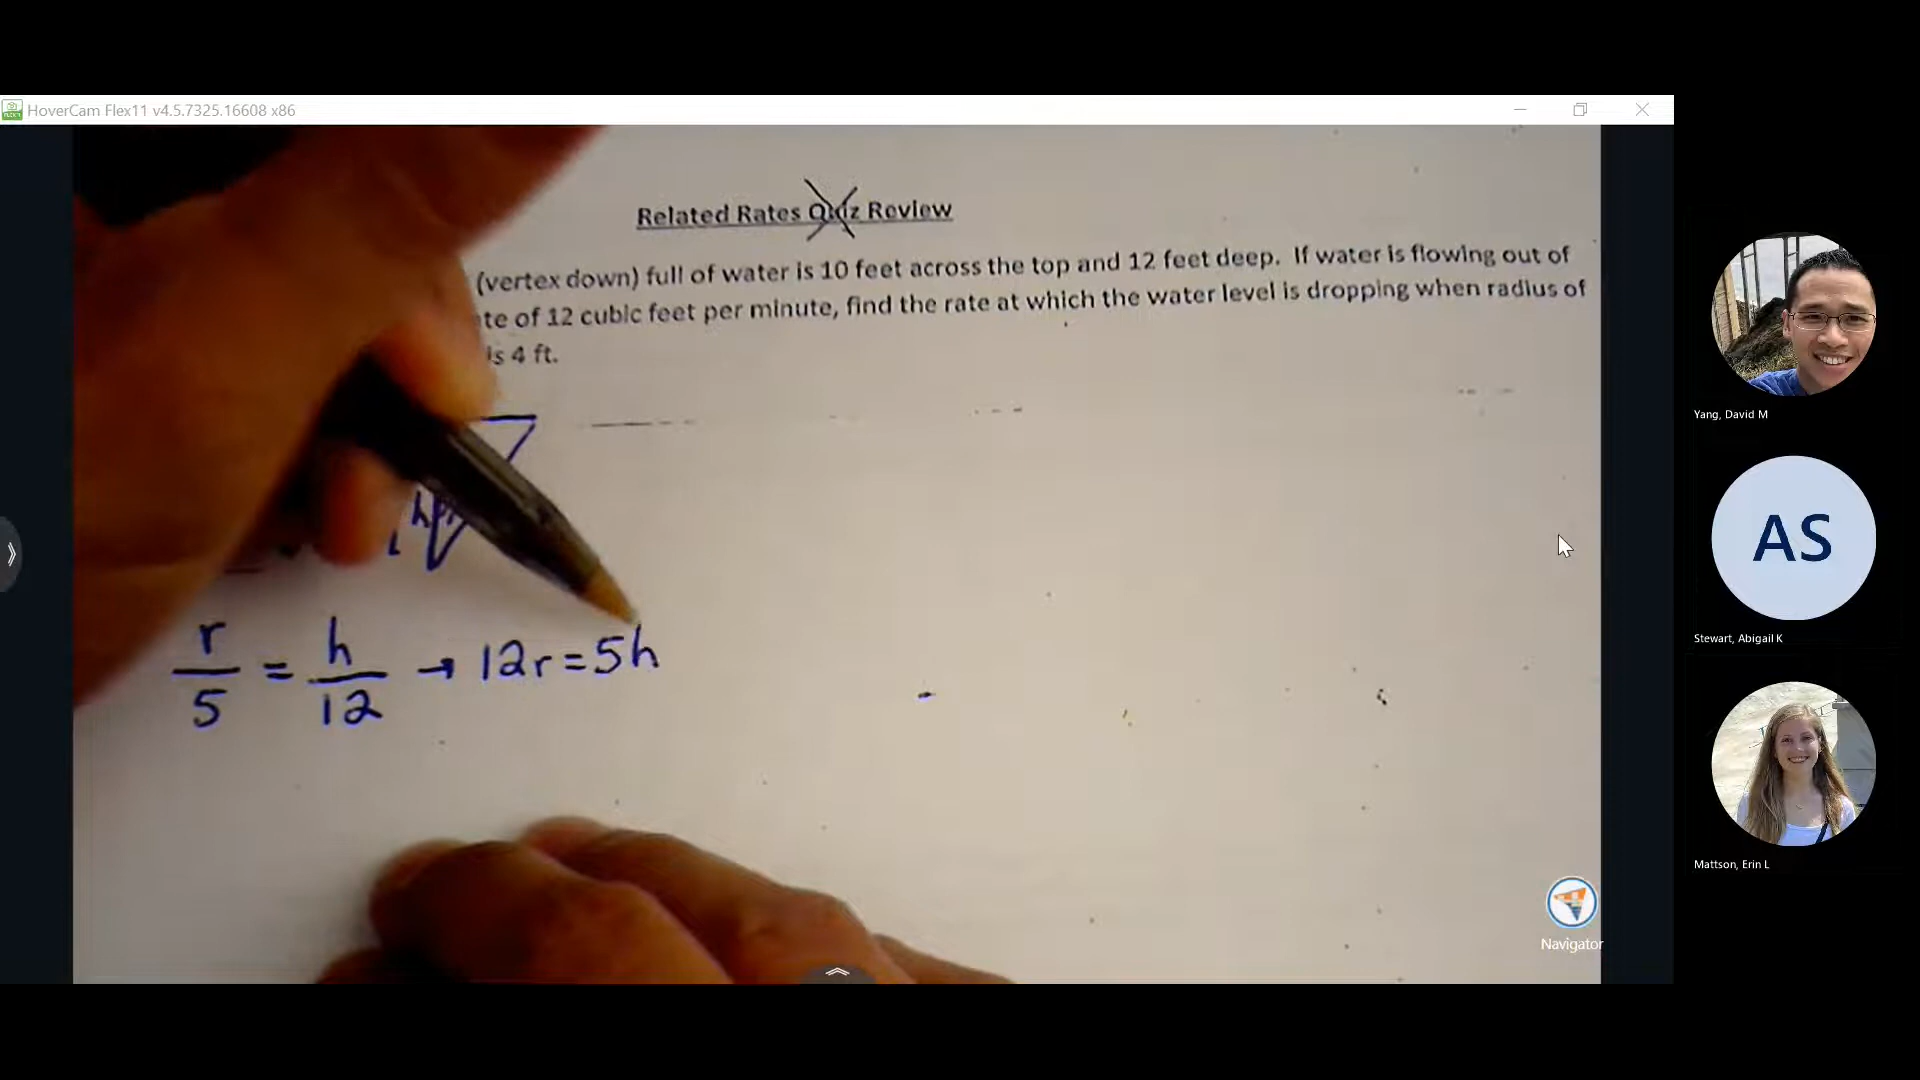 HoverCam Flex11 v4.5.7325.16608 x86
Related Rates Quiz Review
(vertex down) full of water is 10 feet across the top and 12 feet deep. If water is flowing out of
te of 12 cubic feet per minute, find the rate at which the water level is dropping when radius of
is 4 ft.
h
r/5 = h/12 → 12r=5h
Yang, David M
AS
Stewart, Abigail K
Mattson, Erin L
Navigator